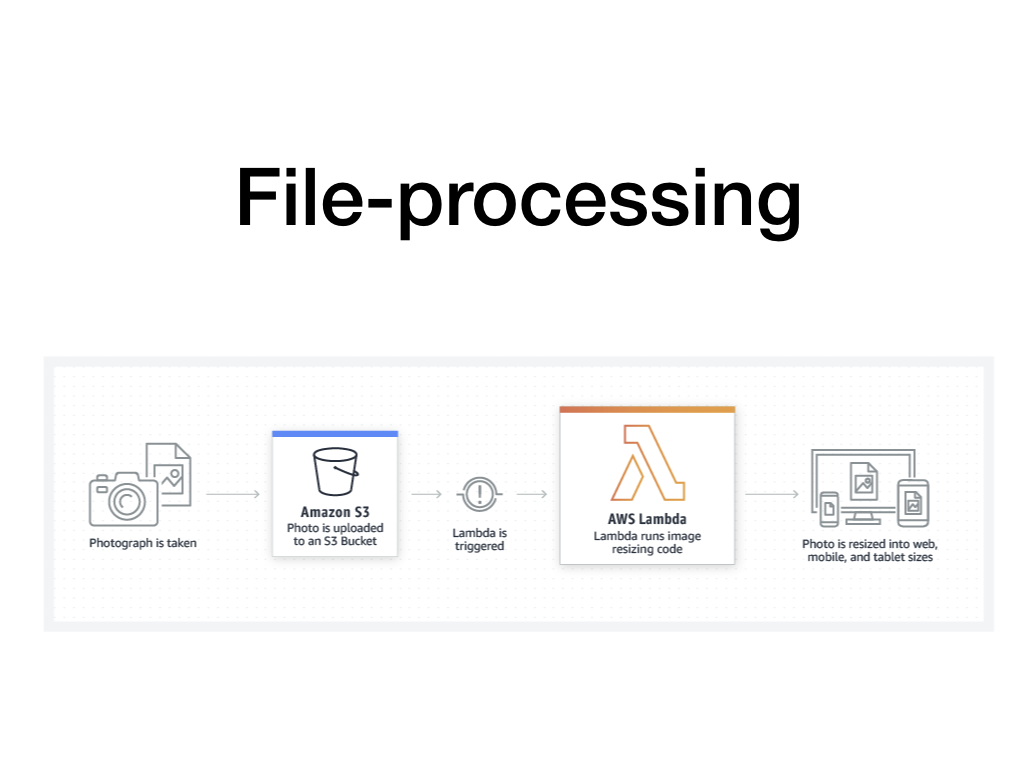 File-processing
Photograph is taken
Amazon S3
Photo is uploaded
to an S3 Bucket
Lambda is
triggered
AWS Lambda
Lambda runs image
resizing code
Photo is resized into web,
mobile, and tablet sizes